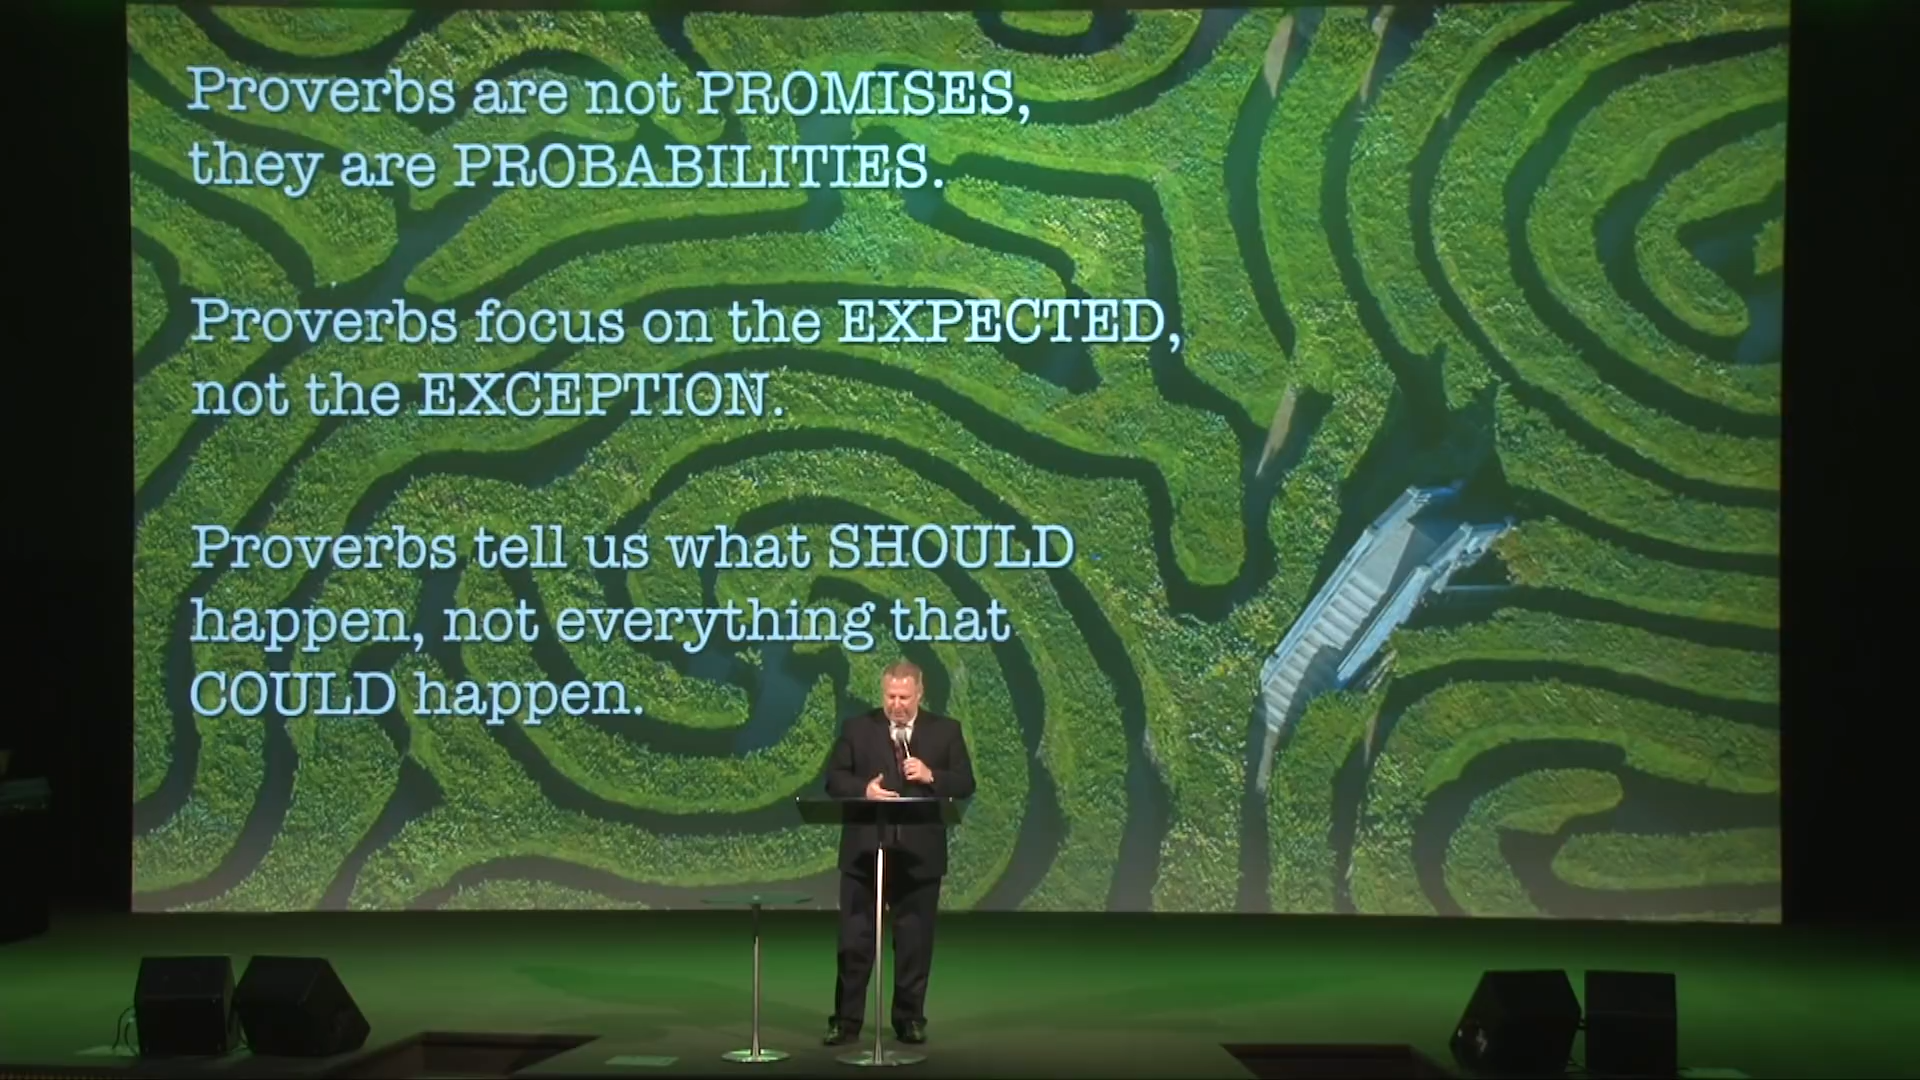 Proverbs are not PROMISES,
they are PROBABILITIES.
Proverbs focus on the EXPECTED,
not the EXCEPTION.
Proverbs tell us what SHOULD
happen, not everything that
COULD happen.